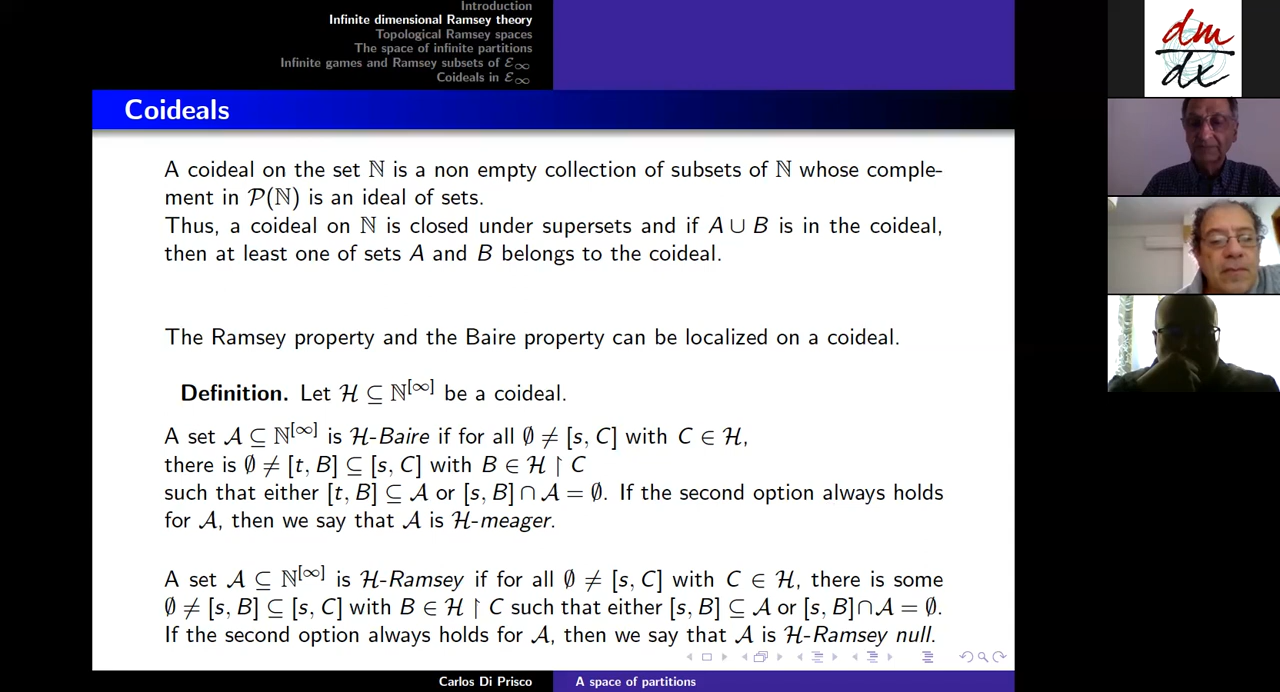 Introduction
Infinite dimensional Ramsey theory
Topological Ramsey spaces
The space of infinite partitions
Infinite games and Ramsey subsets of ℰ∞
Coideals in ℰ∞
Coideals
A coideal on the set ℕ is a non empty collection of subsets of ℕ whose comple-
ment in 𝒫(ℕ) is an ideal of sets.
Thus, a coideal on ℕ is closed under supersets and if A ∪ B is in the coideal,
then at least one of sets A and B belongs to the coideal.
The Ramsey property and the Baire property can be localized on a coideal.
Definition. Let ℋ ⊆ ℕ^[∞] be a coideal.
A set 𝒜 ⊆ ℕ^[∞] is ℋ-Baire if for all ∅ ≠ [s, C] with C ∈ ℋ,
there is ∅ ≠ [t, B] ⊆ [s, C] with B ∈ ℋ ↾ C
such that either [t, B] ⊆ 𝒜 or [s, B] ∩ 𝒜 = ∅. If the second option always holds
for 𝒜, then we say that 𝒜 is ℋ-meager.
A set 𝒜 ⊆ ℕ^[∞] is ℋ-Ramsey if for all ∅ ≠ [s, C] with C ∈ ℋ, there is some
∅ ≠ [s, B] ⊆ [s, C] with B ∈ ℋ ↾ C such that either [s, B] ⊆ 𝒜 or [s, B] ∩ 𝒜 = ∅.
If the second option always holds for 𝒜, then we say that 𝒜 is ℋ-Ramsey null.
Carlos Di Prisco
A space of partitions
dm
dx